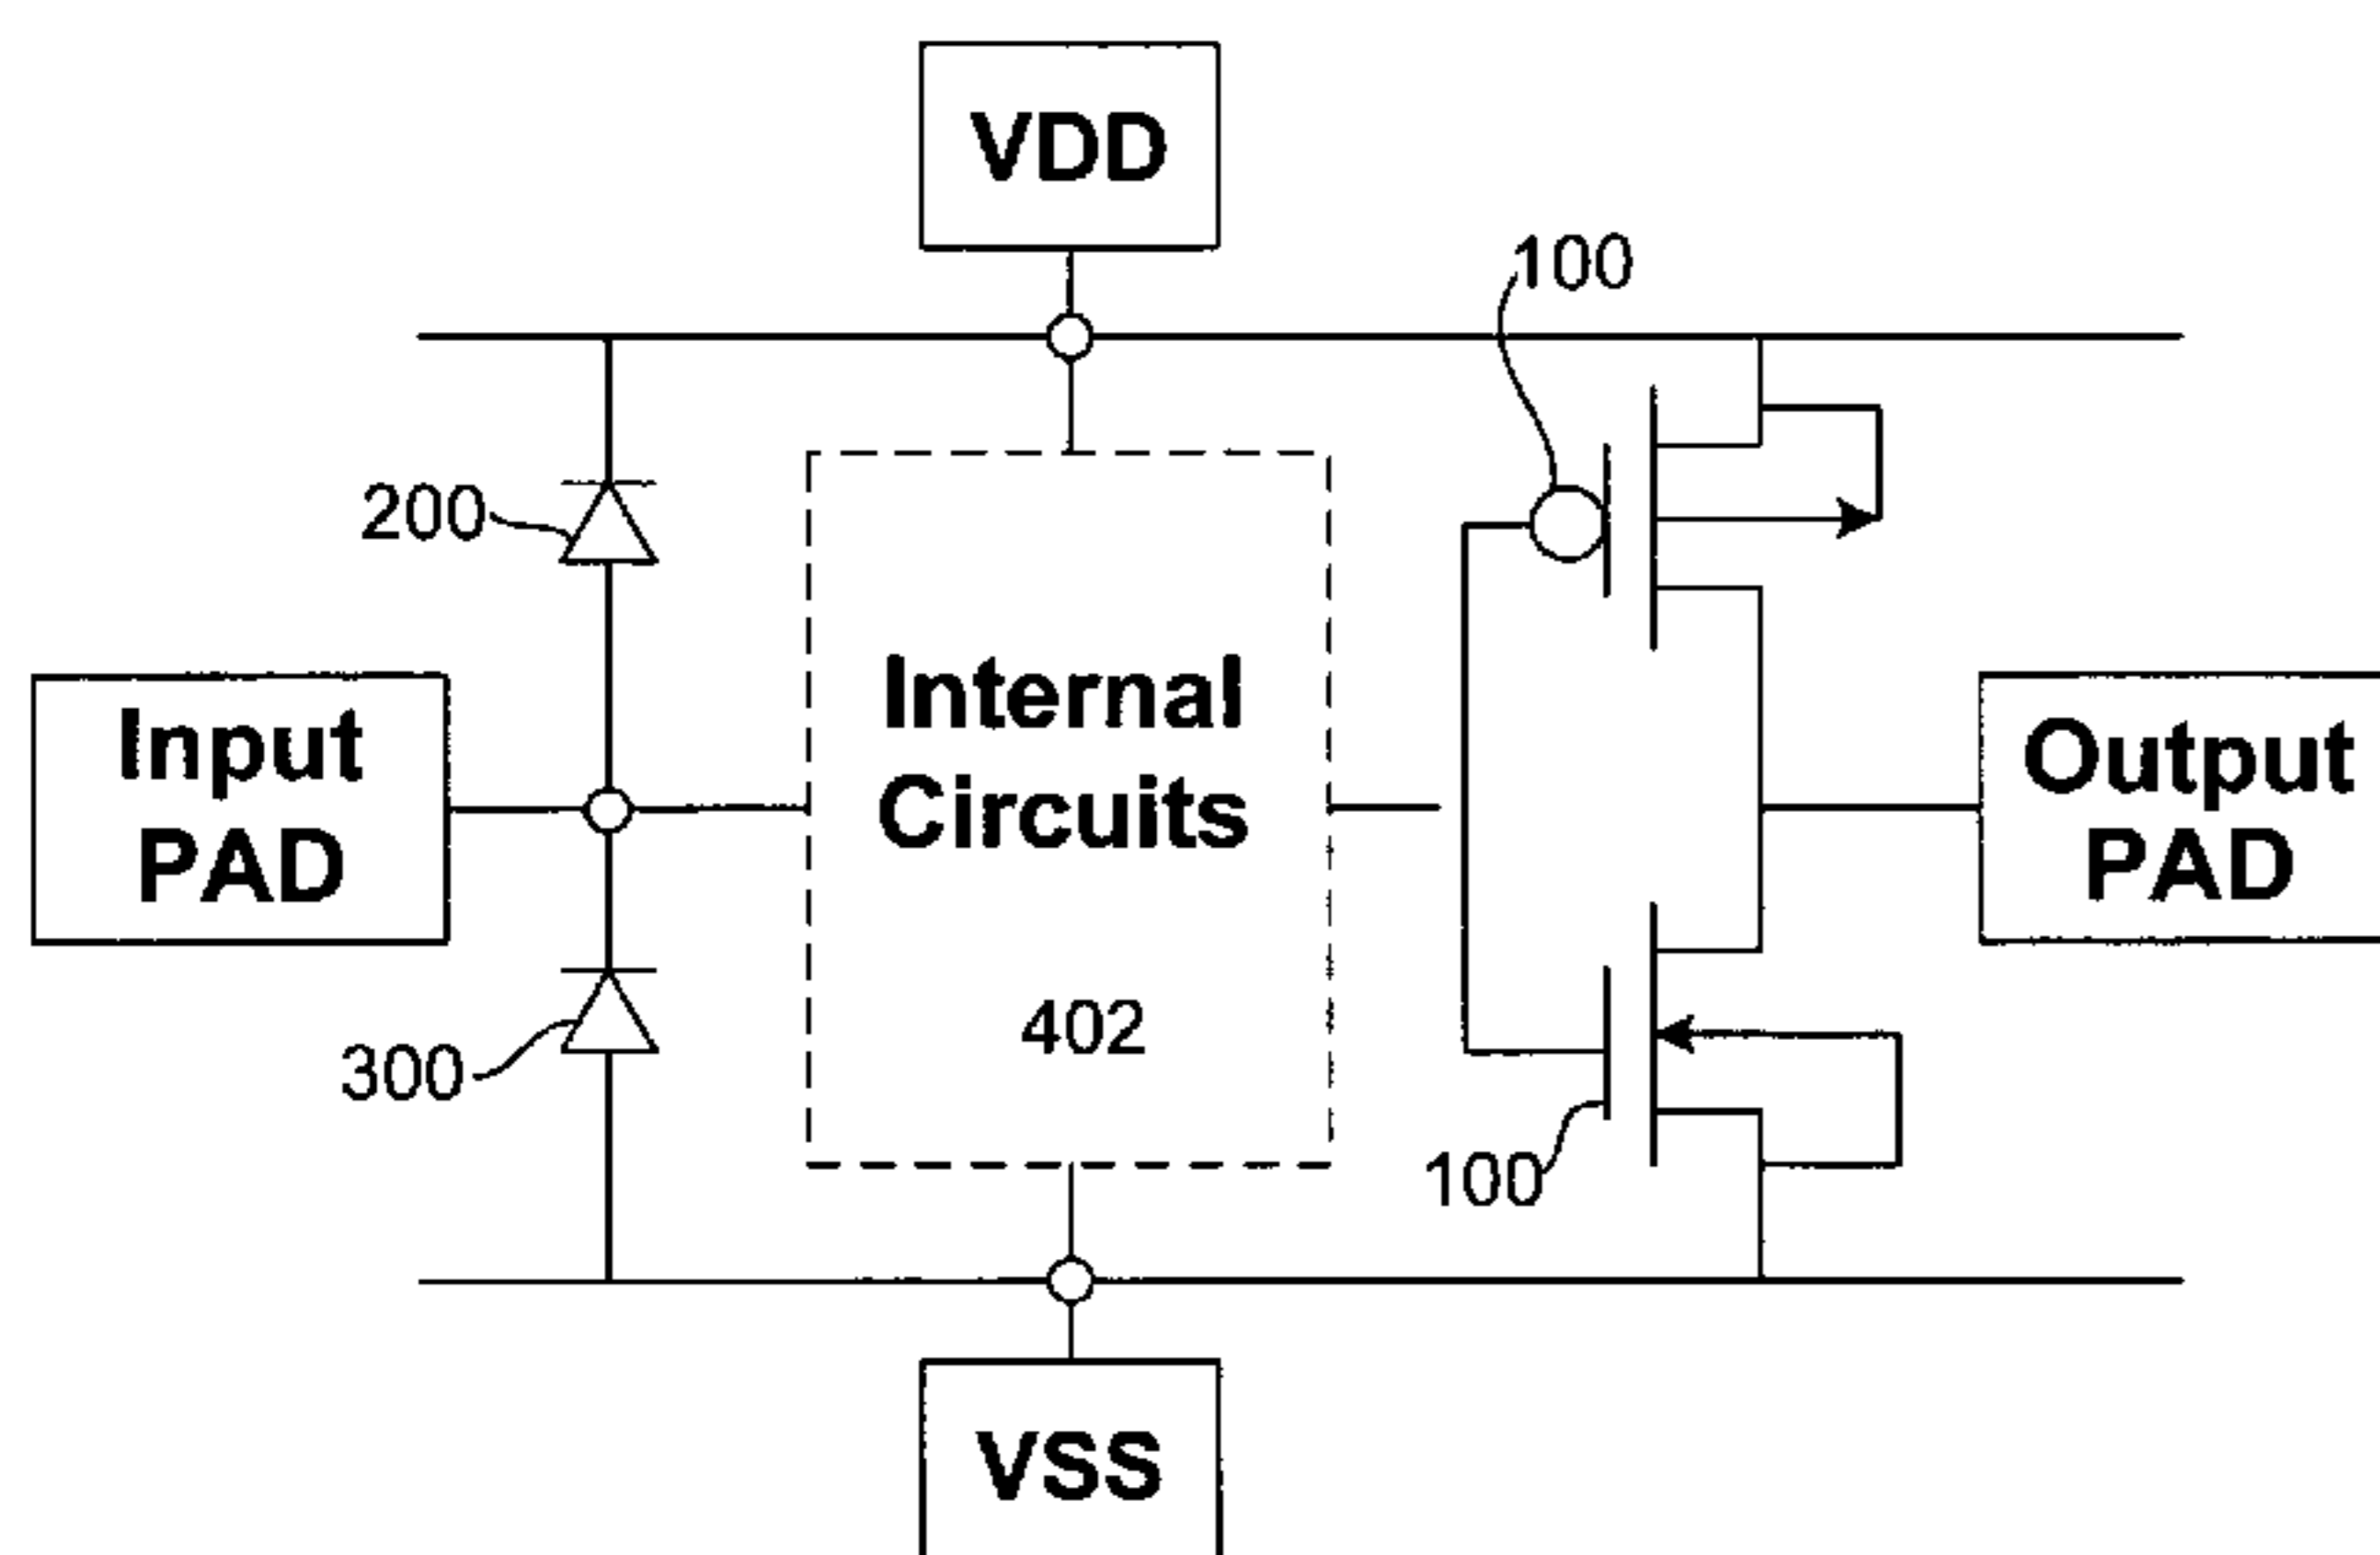 VDD
100
200
Input
PAD
Internal
Circuits
Output
PAD
402
300
100
VSS